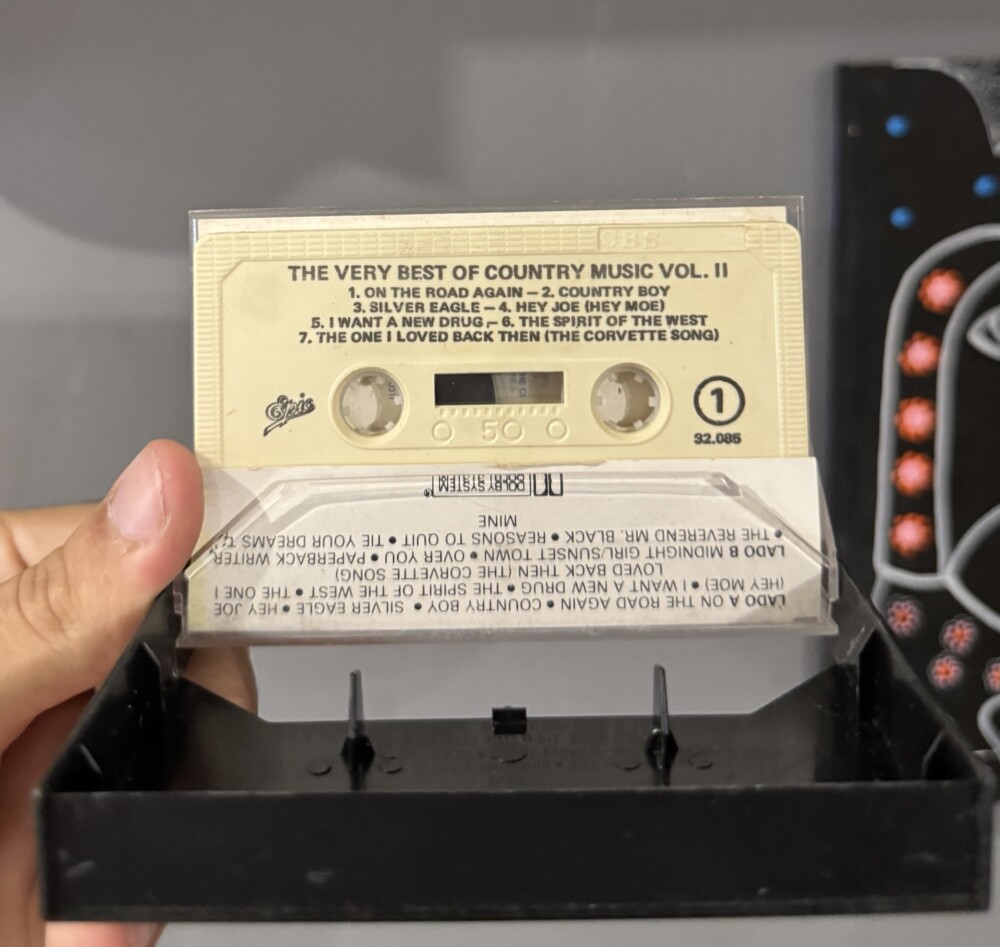 CBS
THE VERY BEST OF COUNTRY MUSIC VOL. II
1. ON THE ROAD AGAIN – 2. COUNTRY BOY
3. SILVER EAGLE – 4. HEY JOE (HEY MOE)
5. I WANT A NEW DRUG – 6. THE SPIRIT OF THE WEST
7. THE ONE I LOVED BACK THEN (THE CORVETTE SONG)
Epic
50
1
32.085
LADO A ON THE ROAD AGAIN • COUNTRY BOY • SILVER EAGLE • HEY JOE
(HEY MOE) • I WANT A NEW DRUG • THE SPIRIT OF THE WEST • THE ONE I
LOVED BACK THEN (THE CORVETTE SONG)
LADO B MIDNIGHT GIRL/SUNSET TOWN • OVER YOU • PAPERBACK WRITER
• THE REVEREND MR. BLACK • REASONS TO QUIT • TIE YOUR DREAMS
MINE
DOLBY SYSTEM